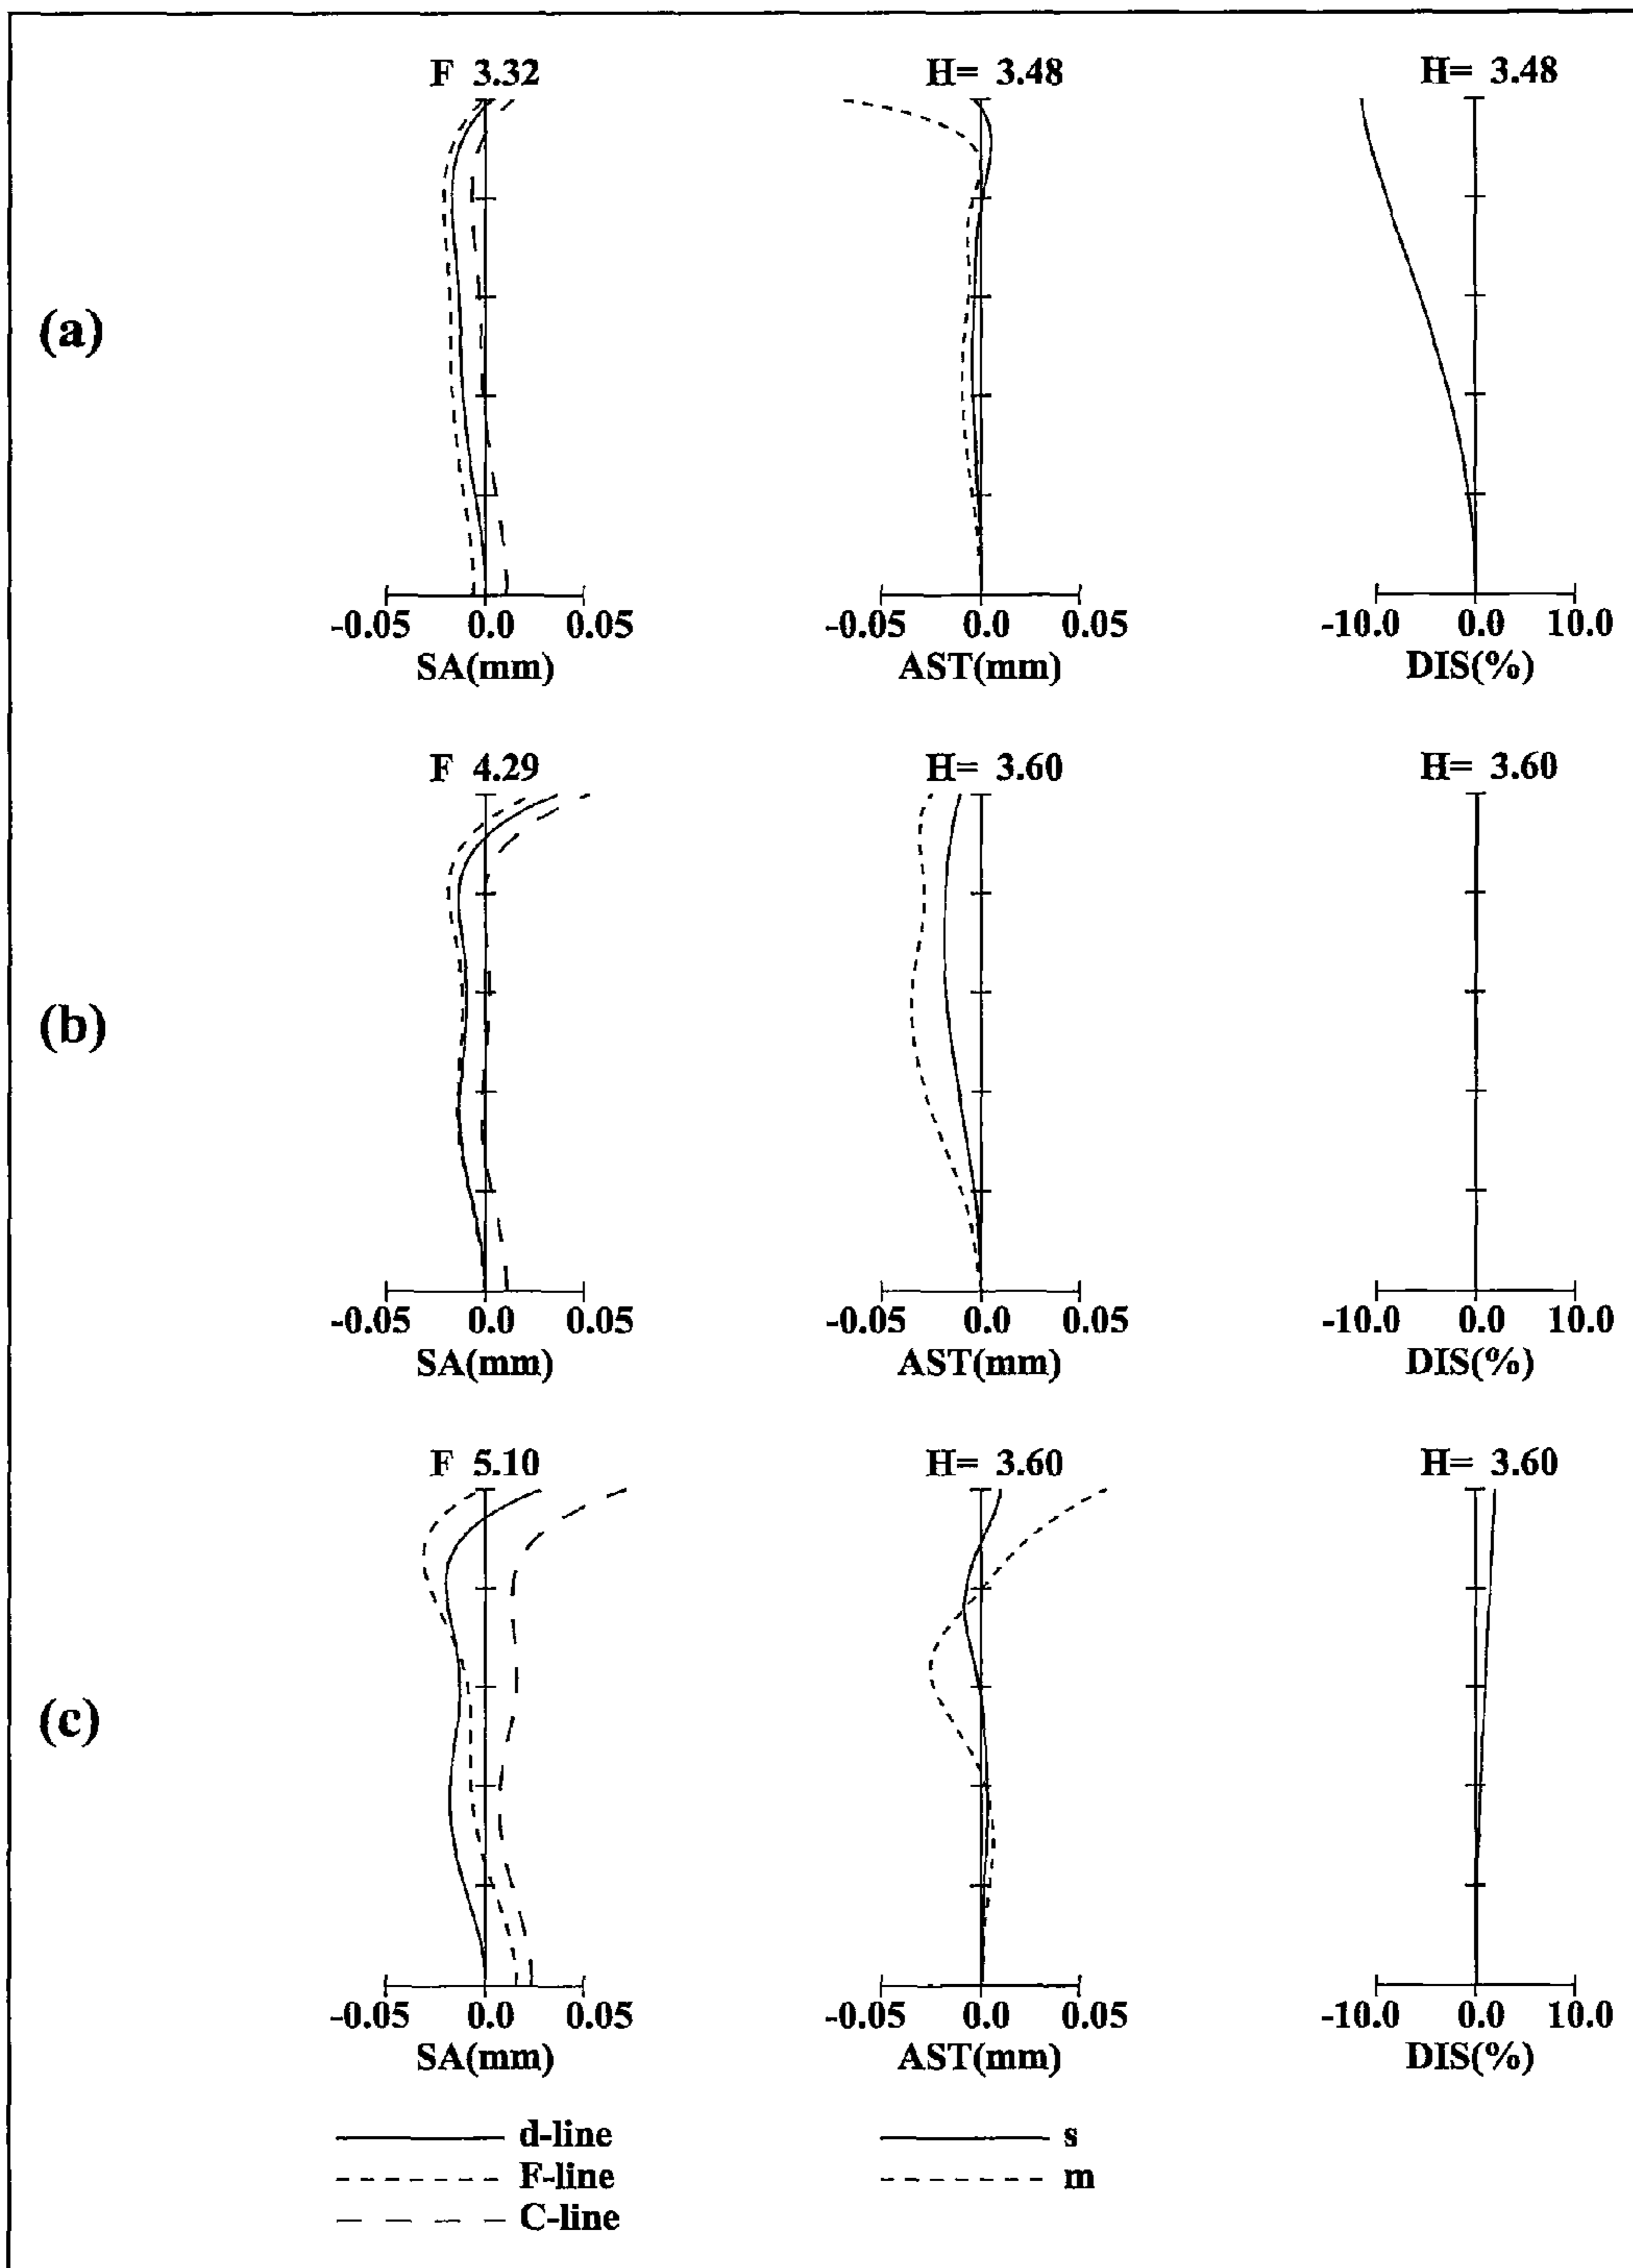 F 3.32 H= 3.48 H= 3.48
(a)
-0.05 0.0 0.05 -0.05 0.0 0.05 -10.0 0.0 10.0
SA(mm) AST(mm) DIS(%)
F 4.29 H= 3.60 H= 3.60
(b)
-0.05 0.0 0.05 -0.05 0.0 0.05 -10.0 0.0 10.0
SA(mm) AST(mm) DIS(%)
F 5.10 H= 3.60 H= 3.60
(c)
-0.05 0.0 0.05 -0.05 0.0 0.05 -10.0 0.0 10.0
SA(mm) AST(mm) DIS(%)
d-line s
F-line m
C-line